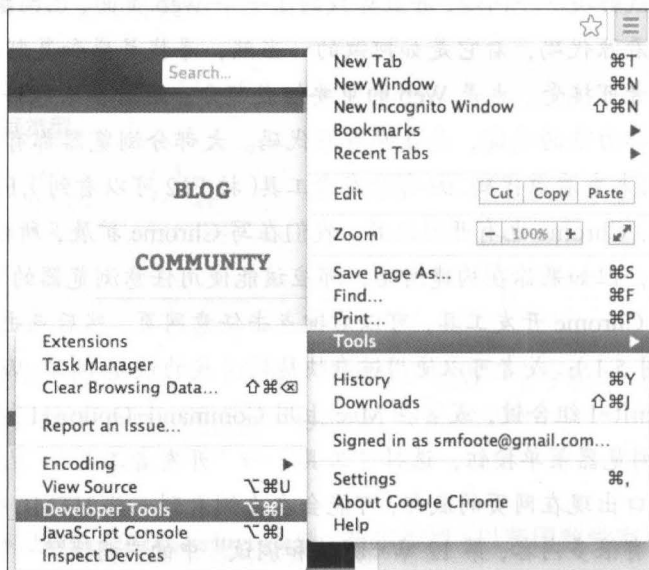 Search...
BLOG
COMMUNITY
New Tab ⌘T
New Window ⌘N
New Incognito Window ⇧⌘N
Bookmarks ▶
Recent Tabs ▶
Edit Cut Copy Paste
Zoom - 100% +
Save Page As... ⌘S
Find... ⌘F
Print... ⌘P
Tools ▶
History ⌘Y
Downloads ⇧⌘J
Signed in as smfoote@gmail.com...
Settings ⌘,
About Google Chrome
Help
Extensions
Task Manager
Clear Browsing Data... ⇧⌘⌫
Report an Issue...
Encoding ▶
View Source ⌥⌘U
Developer Tools ⌥⌘I
JavaScript Console ⌥⌘J
Inspect Devices